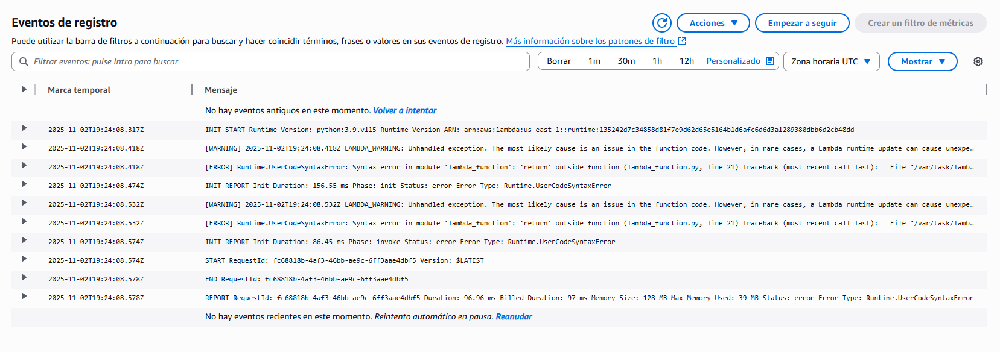 Eventos de registro
Acciones
Empezar a seguir
Crear un filtro de métricas
Puede utilizar la barra de filtros a continuación para buscar y hacer coincidir términos, frases o valores en sus eventos de registro. Más información sobre los patrones de filtro
Filtrar eventos: pulse Intro para buscar
Borrar 1m 30m 1h 12h Personalizado
Zona horaria UTC
Mostrar
Marca temporal Mensaje
No hay eventos antiguos en este momento. Volver a intentar
2025-11-02T19:24:08.317Z INIT_START Runtime Version: python:3.9.v115 Runtime Version ARN: arn:aws:lambda:us-east-1::runtime:135242d7c34858d81f7e9d62d65e5164b1d6afc6d6d3a1289380dbb6d2cb48dd
2025-11-02T19:24:08.418Z [WARNING] 2025-11-02T19:24:08.418Z LAMBDA_WARNING: Unhandled exception. The most likely cause is an issue in the function code. However, in rare cases, a Lambda runtime update can cause unexpe…
2025-11-02T19:24:08.418Z [ERROR] Runtime.UserCodeSyntaxError: Syntax error in module 'lambda_function': 'return' outside function (lambda_function.py, line 21) Traceback (most recent call last): File "/var/task/lamb…
2025-11-02T19:24:08.474Z INIT_REPORT Init Duration: 156.55 ms Phase: init Status: error Error Type: Runtime.UserCodeSyntaxError
2025-11-02T19:24:08.532Z [WARNING] 2025-11-02T19:24:08.532Z LAMBDA_WARNING: Unhandled exception. The most likely cause is an issue in the function code. However, in rare cases, a Lambda runtime update can cause unexpe…
2025-11-02T19:24:08.532Z [ERROR] Runtime.UserCodeSyntaxError: Syntax error in module 'lambda_function': 'return' outside function (lambda_function.py, line 21) Traceback (most recent call last): File "/var/task/lamb…
2025-11-02T19:24:08.574Z INIT_REPORT Init Duration: 86.45 ms Phase: invoke Status: error Error Type: Runtime.UserCodeSyntaxError
2025-11-02T19:24:08.574Z START RequestId: fc68818b-4af3-46bb-ae9c-6ff3aae4dbf5 Version: $LATEST
2025-11-02T19:24:08.578Z END RequestId: fc68818b-4af3-46bb-ae9c-6ff3aae4dbf5
2025-11-02T19:24:08.578Z REPORT RequestId: fc68818b-4af3-46bb-ae9c-6ff3aae4dbf5 Duration: 96.96 ms Billed Duration: 97 ms Memory Size: 128 MB Max Memory Used: 39 MB Status: error Error Type: Runtime.UserCodeSyntaxError
No hay eventos recientes en este momento. Reintento automático en pausa. Reanudar